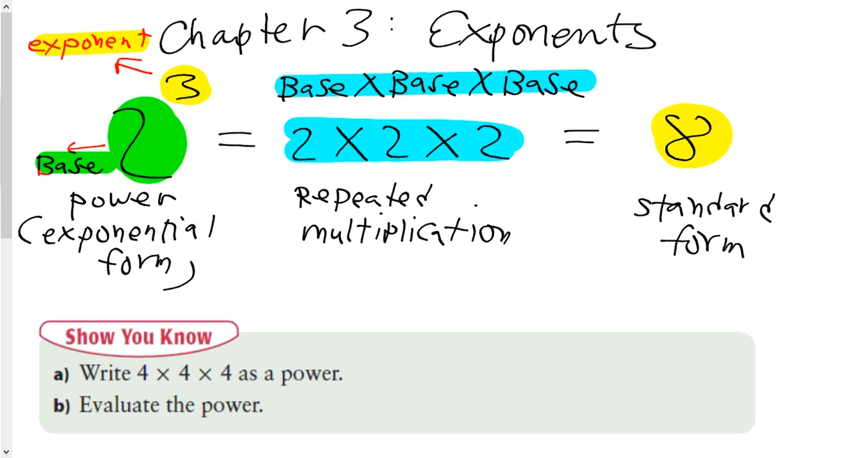 exponent Chapter 3: Exponents
3 Base X Base X Base
2 = 2 X 2 X 2 = 8
Base
power Repeated standard
(exponential multiplication form
form)
Show You Know
a) Write 4 × 4 × 4 as a power.
b) Evaluate the power.